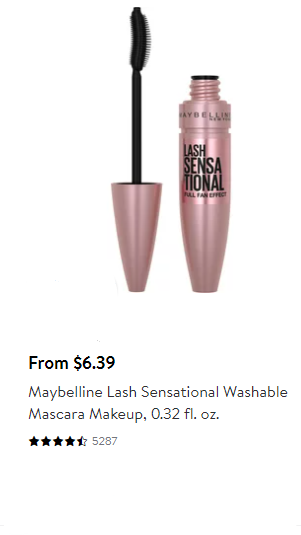 MAYBELLINE
NEW YORK
LASH
SENSA
TIONAL
FULL FAN EFFECT
From $6.39
Maybelline Lash Sensational Washable
Mascara Makeup, 0.32 fl. oz.
5287